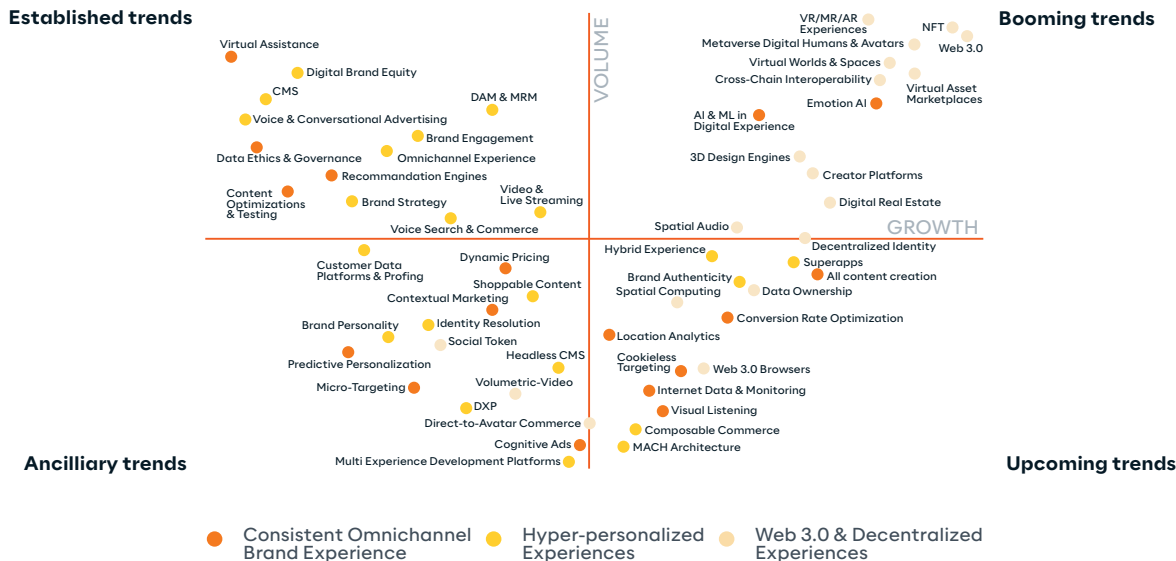 Established trends
VOLUME
Booming trends
Virtual Assistance
Digital Brand Equity
CMS
Voice & Conversational Advertising
DAM & MRM
Brand Engagement
Data Ethics & Governance
Omnichannel Experience
Recommandation Engines
Content
Optimizations
& Testing
Brand Strategy
Video &
Live Streaming
Voice Search & Commerce
VR/MR/AR
Experiences
NFT
Web 3.0
Metaverse Digital Humans & Avatars
Virtual Worlds & Spaces
Cross-Chain Interoperability
Virtual Asset
Marketplaces
Emotion AI
AI & ML in
Digital Experience
3D Design Engines
Creator Platforms
Digital Real Estate
Spatial Audio
GROWTH
Decentralized Identity
Customer Data
Platforms & Profing
Dynamic Pricing
Shoppable Content
Contextual Marketing
Identity Resolution
Brand Personality
Social Token
Predictive Personalization
Headless CMS
Micro-Targeting
Volumetric-Video
DXP
Direct-to-Avatar Commerce
Cognitive Ads
Multi Experience Development Platforms
Hybrid Experience
Superapps
All content creation
Brand Authenticity
Data Ownership
Spatial Computing
Conversion Rate Optimization
Location Analytics
Cookieless
Targeting
Web 3.0 Browsers
Internet Data & Monitoring
Visual Listening
Composable Commerce
MACH Architecture
Ancilliary trends
Upcoming trends
Consistent Omnichannel
Brand Experience
Hyper-personalized
Experiences
Web 3.0 & Decentralized
Experiences